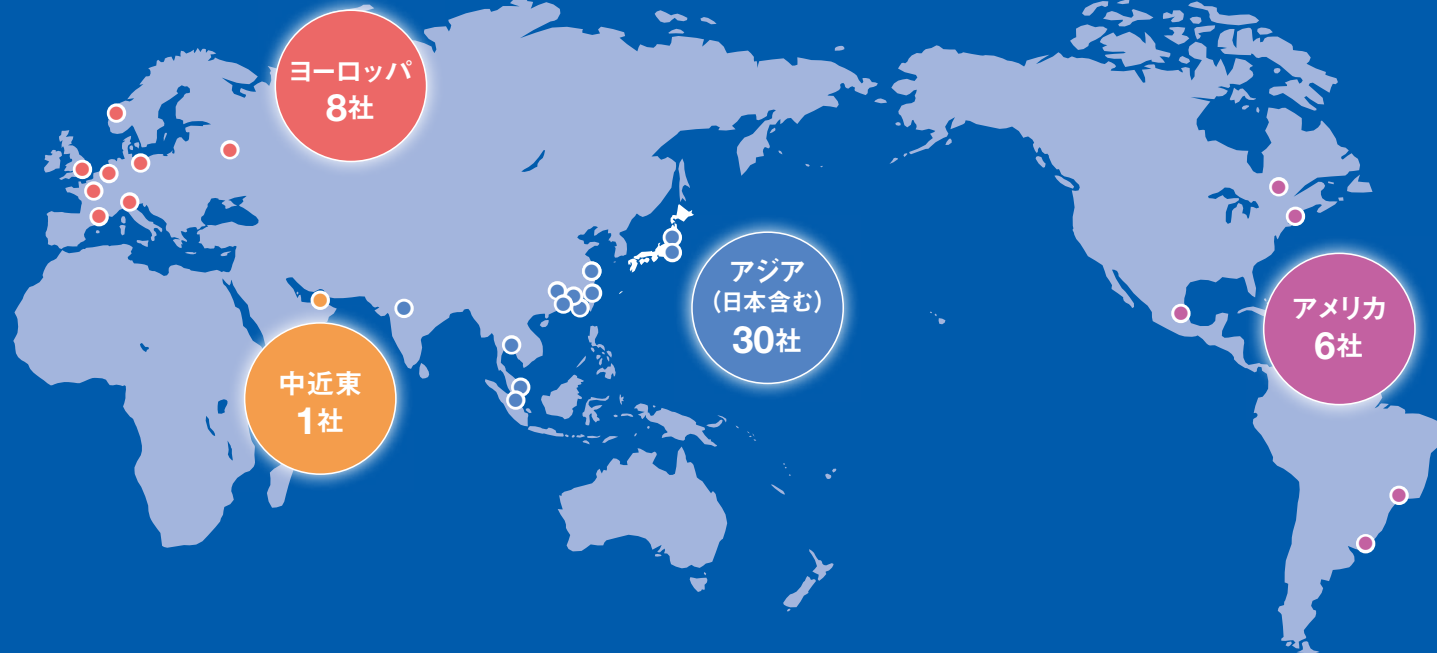 ヨーロッパ
8社
アジア
（日本含む）
30社
アメリカ
6社
中近東
1社